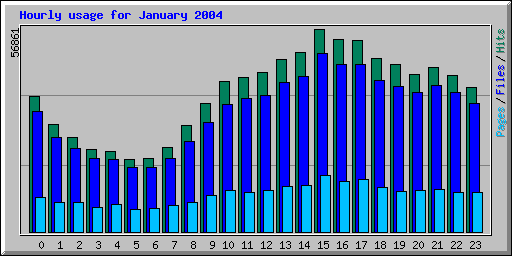 Hourly usage for January 2004
56861
Pages/Files/Hits
0 1 2 3 4 5 6 7 8 9 10 11 12 13 14 15 16 17 18 19 20 21 22 23